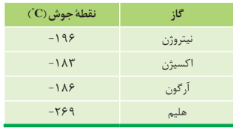 گاز نقطهٔ جوش (°C)
نیتروژن −۱۹۶
اکسیژن −۱۸۳
آرگون −۱۸۶
هلیم −۲۶۹